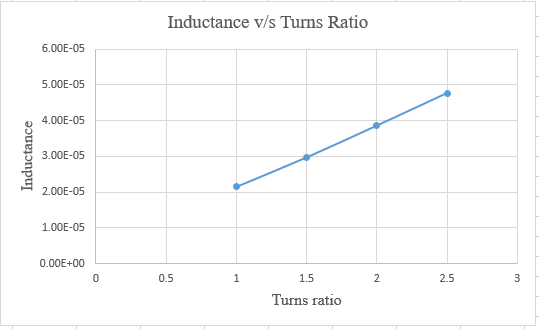 Inductance v/s Turns Ratio
6.00E-05
5.00E-05
4.00E-05
3.00E-05
2.00E-05
1.00E-05
0.00E+00
Inductance
0 0.5 1 1.5 2 2.5 3
Turns ratio